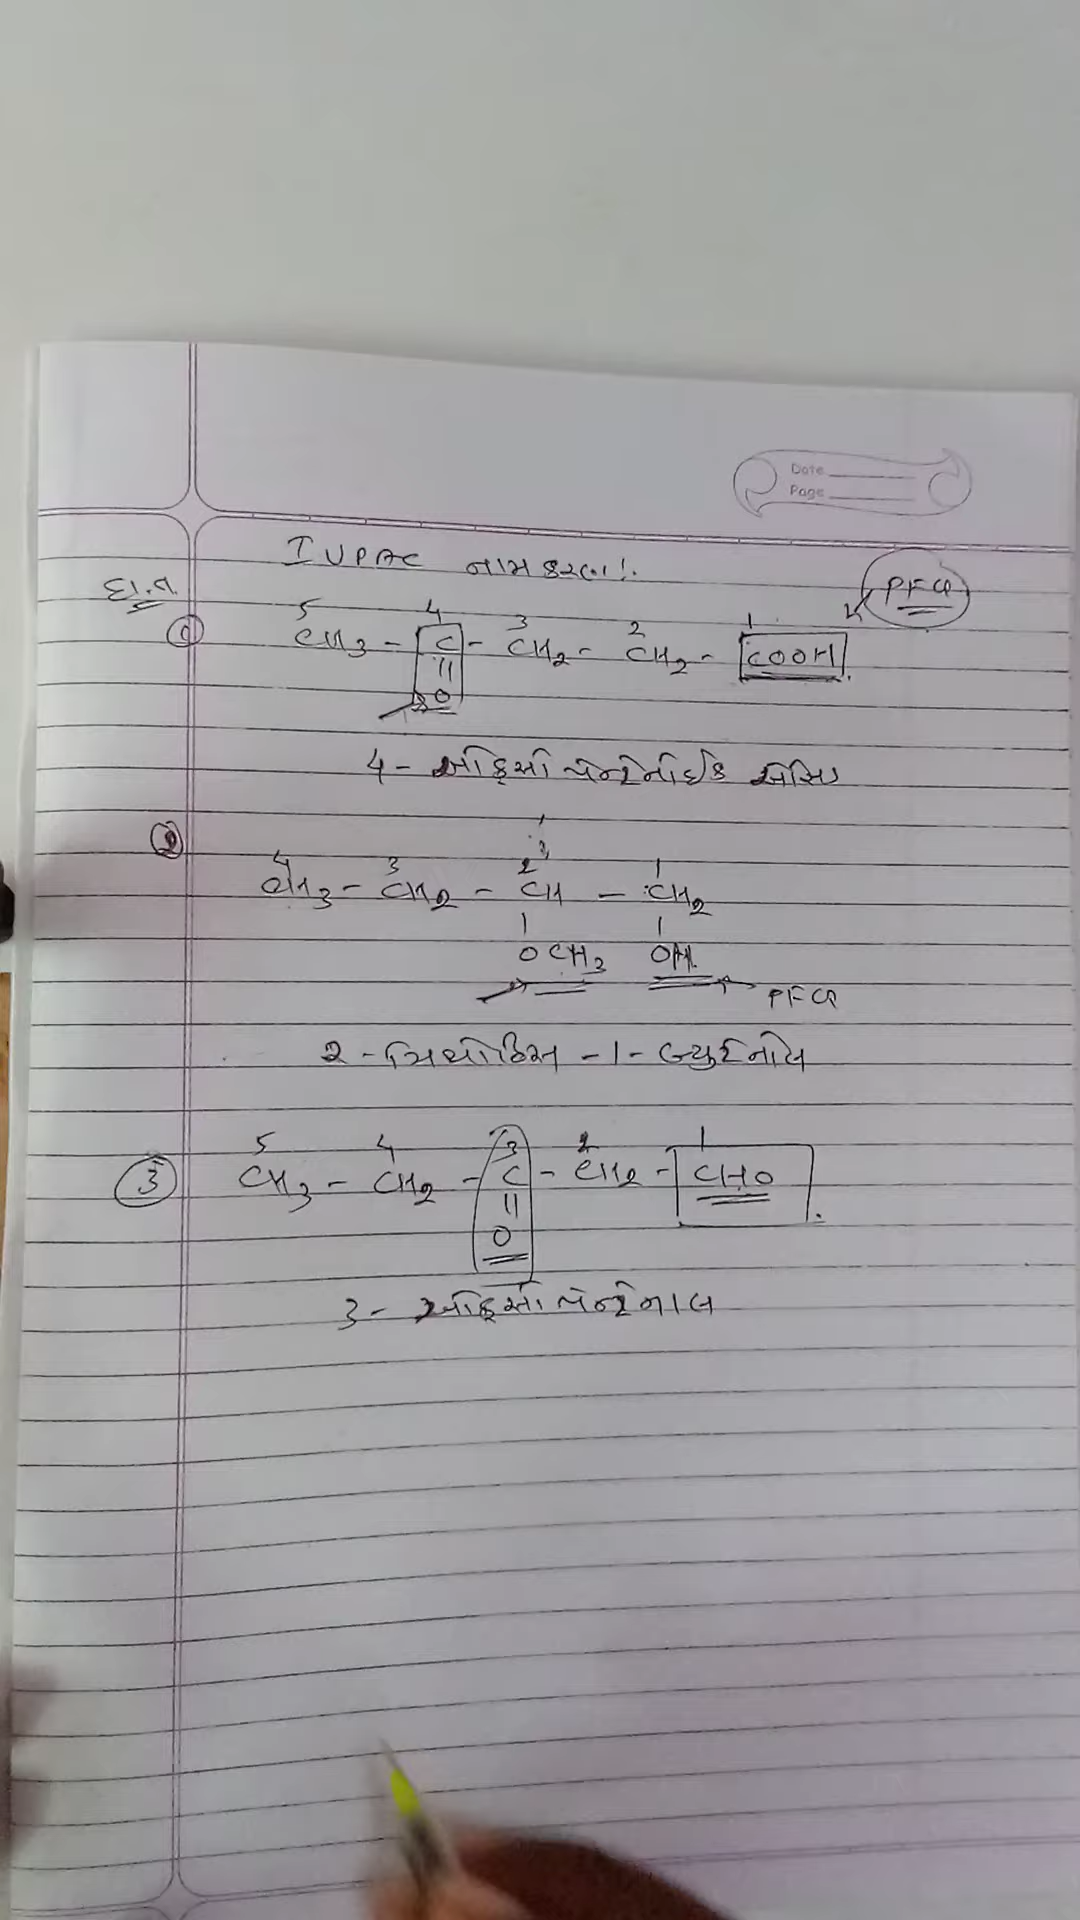 Date
Page
IUPAC નામકરણ :
દા.ત.
PFG
① 5 4 3 2 1
CH3 - C - CH2 - CH2 - COOH
||
O
4 - ઓક્સો પેન્ટેનોઇક એસિડ
② 4 3 2 1
CH3 - CH2 - CH - CH2
| |
OCH3 OH
PFG
2 - મિથોક્સિ - 1 - બ્યુટેનોલ
③ 5 4 3 2 1
CH3 - CH2 - C - CH2 - CHO
||
O
3 - ઓક્સો પેન્ટેનાલ